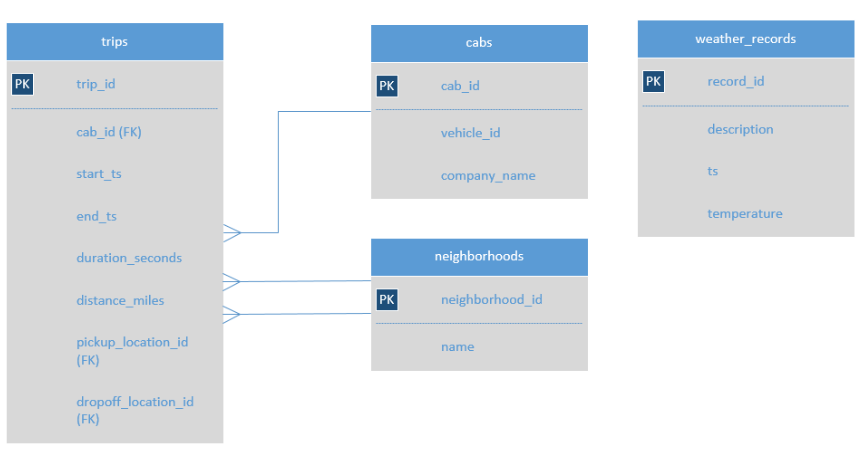 trips
PK trip_id
cab_id (FK)
start_ts
end_ts
duration_seconds
distance_miles
pickup_location_id
(FK)
dropoff_location_id
(FK)
cabs
PK cab_id
vehicle_id
company_name
neighborhoods
PK neighborhood_id
name
weather_records
PK record_id
description
ts
temperature